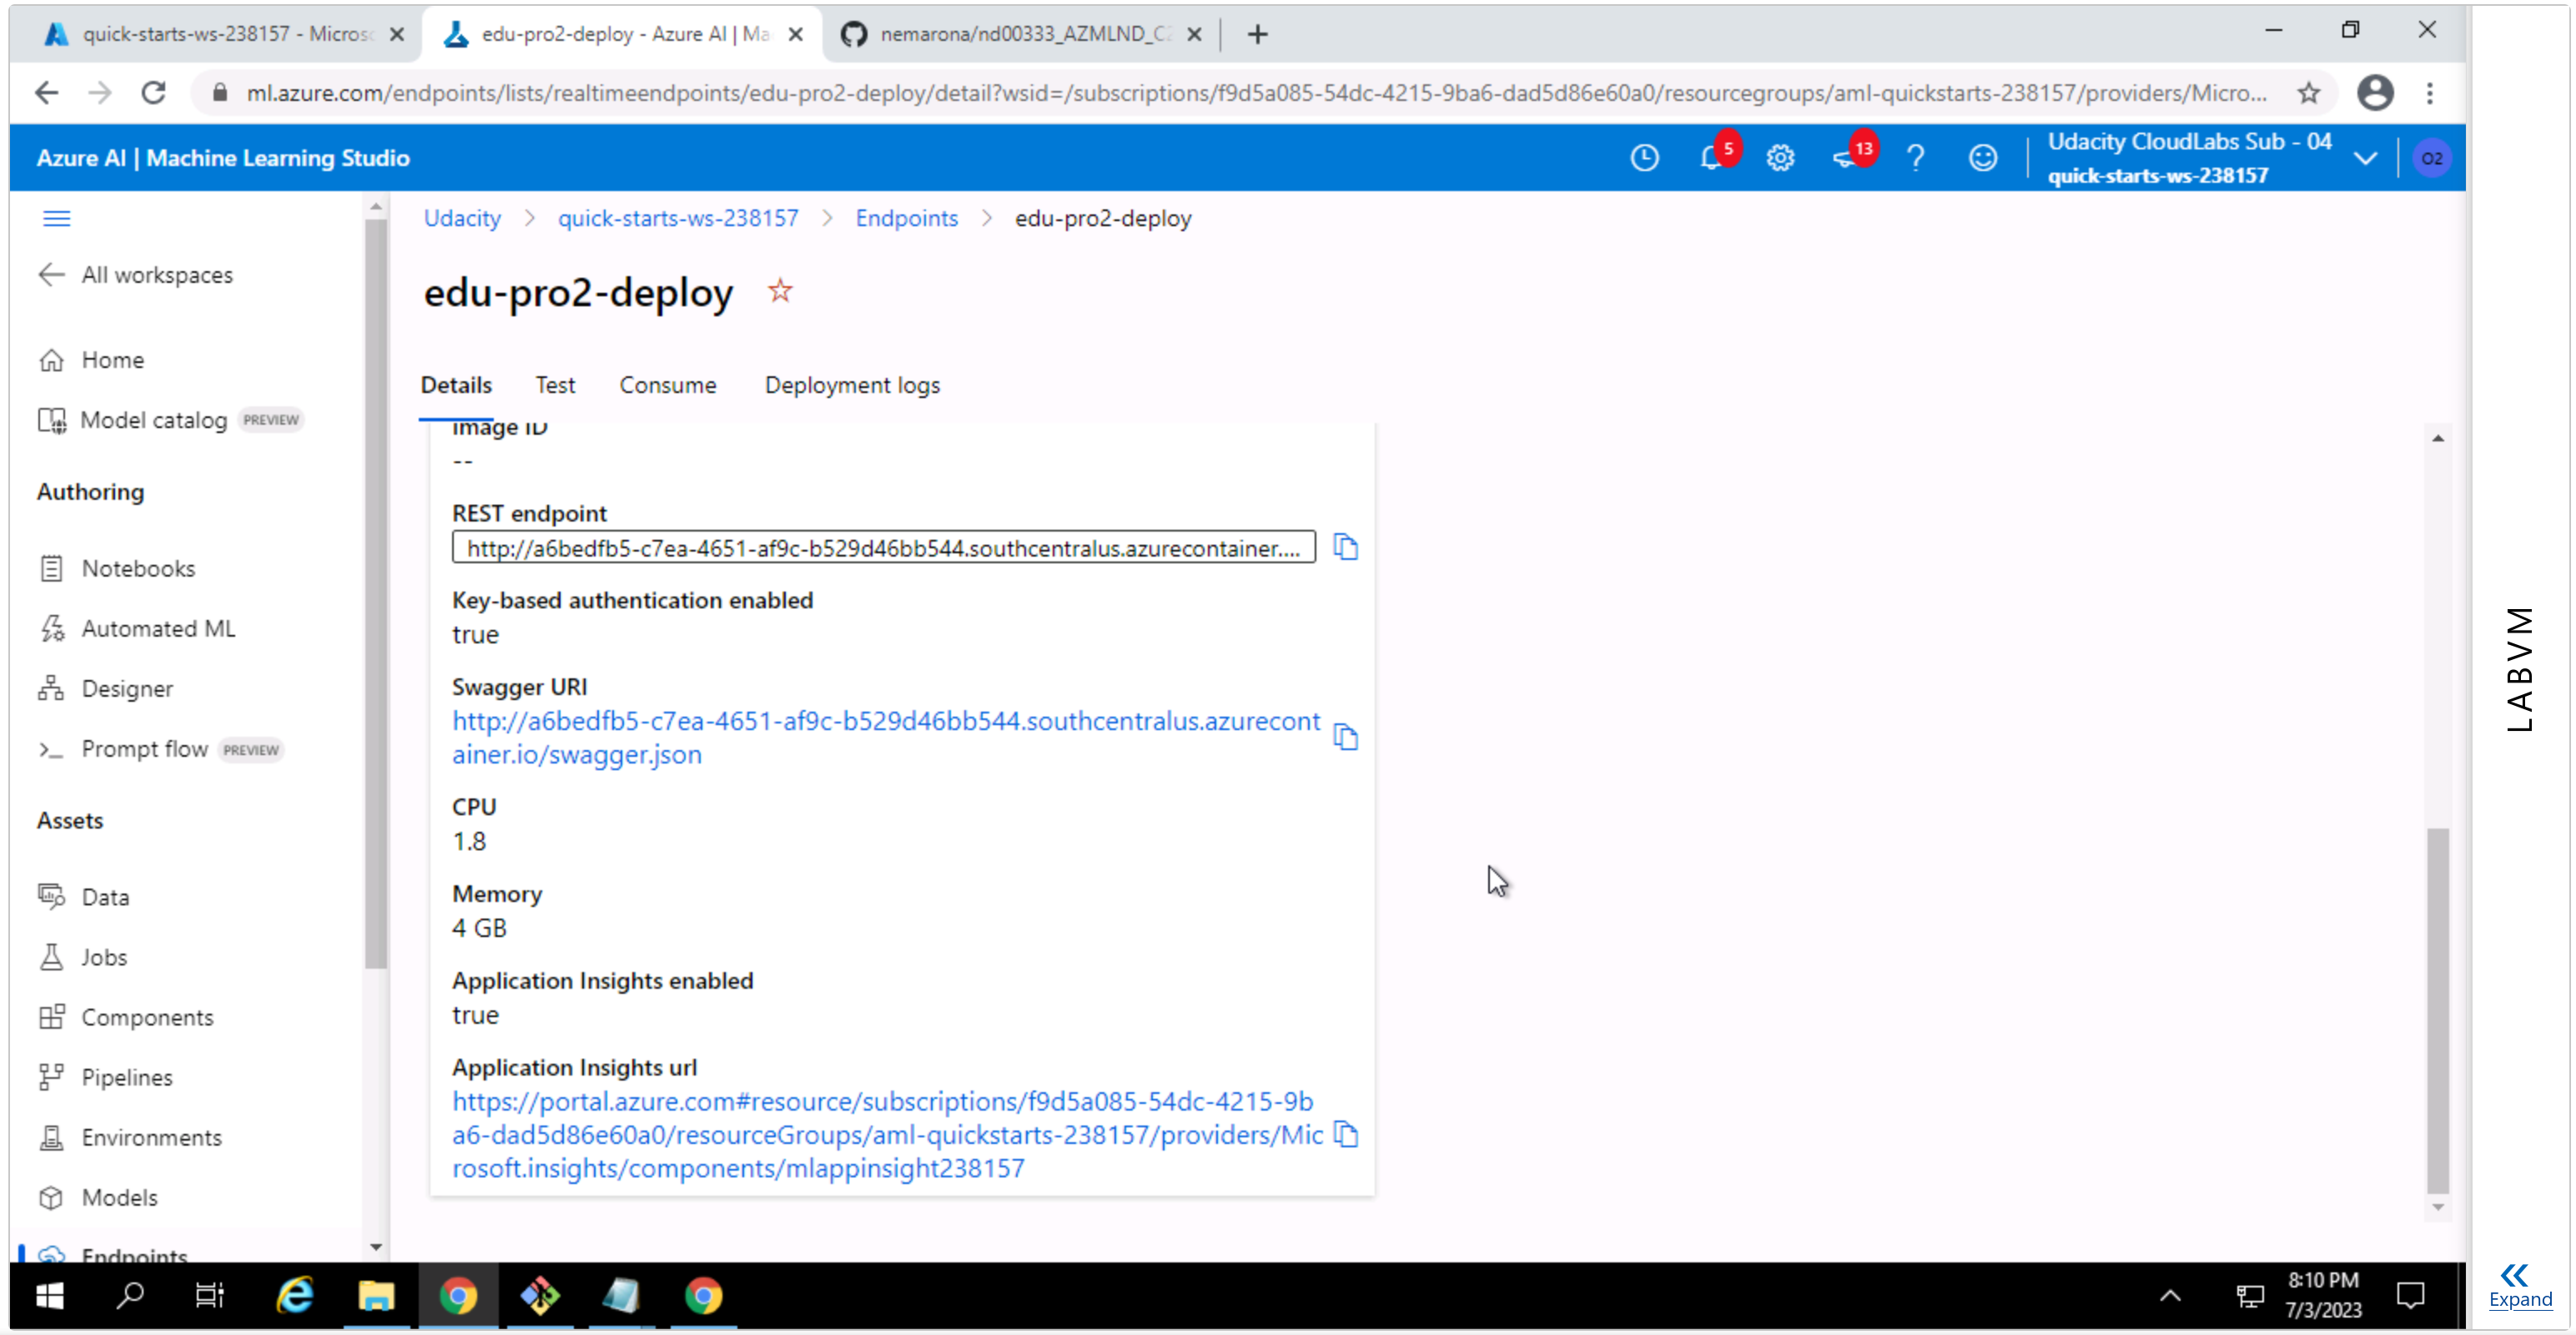 quick-starts-ws-238157 - Micros
edu-pro2-deploy - Azure AI | Ma
nemarona/nd00333_AZMLND_C2
ml.azure.com/endpoints/lists/realtimeendpoints/edu-pro2-deploy/detail?wsid=/subscriptions/f9d5a085-54dc-4215-9ba6-dad5d86e60a0/resourcegroups/aml-quickstarts-238157/providers/Micro...
Azure AI | Machine Learning Studio
5
13
Udacity CloudLabs Sub - 04
quick-starts-ws-238157
O2
Udacity > quick-starts-ws-238157 > Endpoints > edu-pro2-deploy
All workspaces
Home
Model catalog PREVIEW
Authoring
Notebooks
Automated ML
Designer
Prompt flow PREVIEW
Assets
Data
Jobs
Components
Pipelines
Environments
Models
Endpoints
edu-pro2-deploy
Details Test Consume Deployment logs
Image ID
--
REST endpoint
http://a6bedfb5-c7ea-4651-af9c-b529d46bb544.southcentralus.azurecontainer....
Key-based authentication enabled
true
Swagger URI
http://a6bedfb5-c7ea-4651-af9c-b529d46bb544.southcentralus.azurecont
ainer.io/swagger.json
CPU
1.8
Memory
4 GB
Application Insights enabled
true
Application Insights url
https://portal.azure.com#resource/subscriptions/f9d5a085-54dc-4215-9b
a6-dad5d86e60a0/resourceGroups/aml-quickstarts-238157/providers/Mic
rosoft.insights/components/mlappinsight238157
LABVM
Expand
8:10 PM
7/3/2023